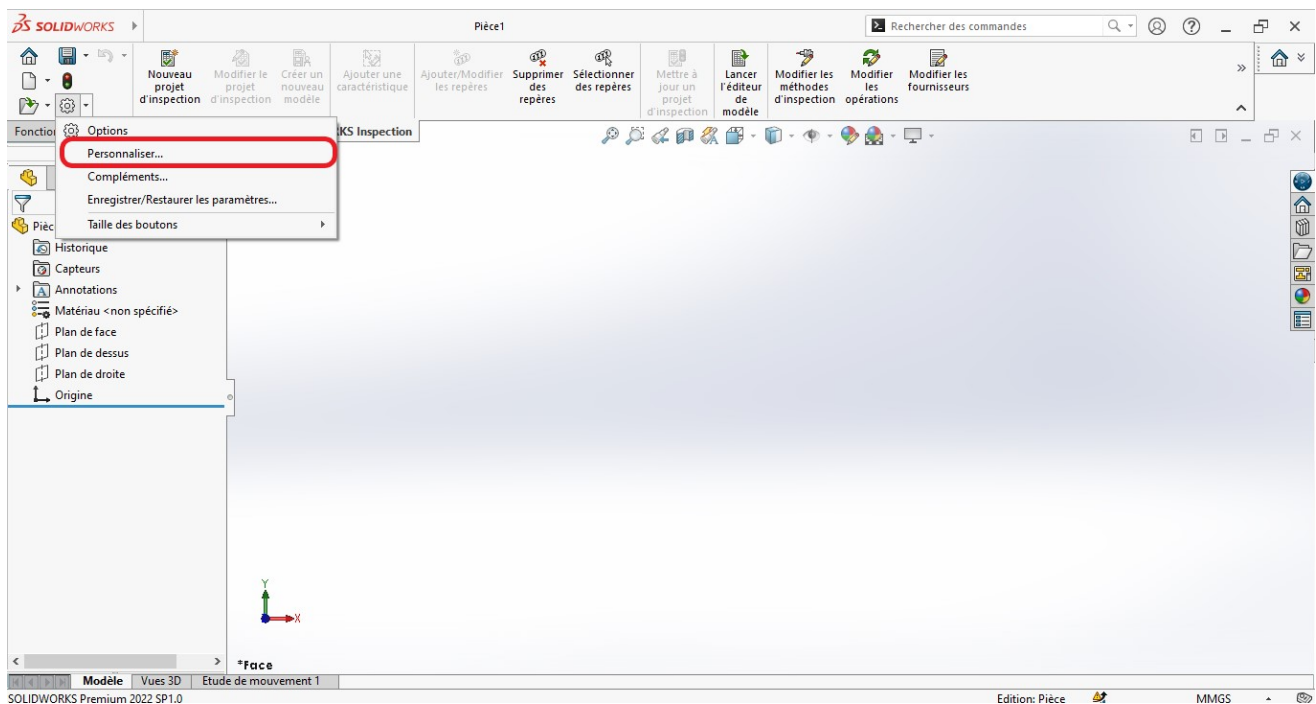 SOLIDWORKS
Pièce1
Rechercher des commandes
Nouveau
projet
d'inspection
Modifier le
projet
d'inspection
Créer un
nouveau
modèle
Ajouter une
caractéristique
Ajouter/Modifier
les repères
Supprimer
des
repères
Sélectionner
des repères
Mettre à
jour un
projet
d'inspection
Lancer
l'éditeur
de
modèle
Modifier les
méthodes
d'inspection
Modifier
les
opérations
Modifier les
fournisseurs
Fonctio
KS Inspection
Options
Personnaliser...
Compléments...
Enregistrer/Restaurer les paramètres...
Taille des boutons
Pièc
Historique
Capteurs
Annotations
Matériau <non spécifié>
Plan de face
Plan de dessus
Plan de droite
Origine
Y
X
*Face
Modèle
Vues 3D
Etude de mouvement 1
SOLIDWORKS Premium 2022 SP1.0
Edition: Pièce
MMGS